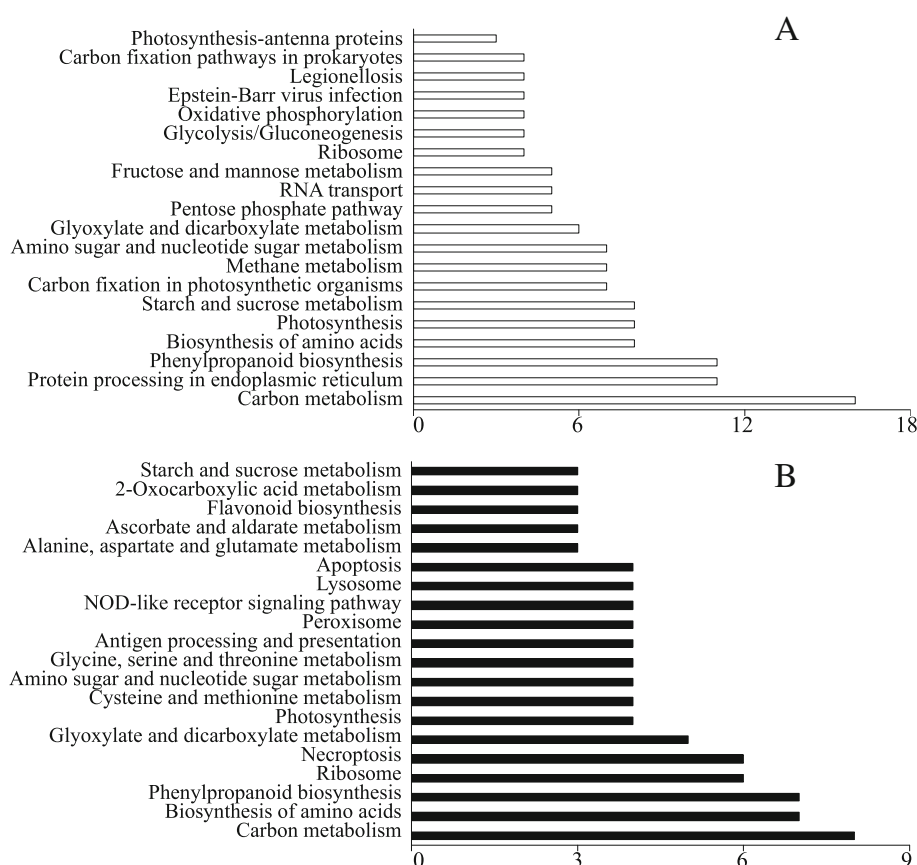 A
Photosynthesis-antenna proteins
Carbon fixation pathways in prokaryotes
Legionellosis
Epstein-Barr virus infection
Oxidative phosphorylation
Glycolysis/Gluconeogenesis
Ribosome
Fructose and mannose metabolism
RNA transport
Pentose phosphate pathway
Glyoxylate and dicarboxylate metabolism
Amino sugar and nucleotide sugar metabolism
Methane metabolism
Carbon fixation in photosynthetic organisms
Starch and sucrose metabolism
Photosynthesis
Biosynthesis of amino acids
Phenylpropanoid biosynthesis
Protein processing in endoplasmic reticulum
Carbon metabolism
0 6 12 18
B
Starch and sucrose metabolism
2-Oxocarboxylic acid metabolism
Flavonoid biosynthesis
Ascorbate and aldarate metabolism
Alanine, aspartate and glutamate metabolism
Apoptosis
Lysosome
NOD-like receptor signaling pathway
Peroxisome
Antigen processing and presentation
Glycine, serine and threonine metabolism
Amino sugar and nucleotide sugar metabolism
Cysteine and methionine metabolism
Photosynthesis
Glyoxylate and dicarboxylate metabolism
Necroptosis
Ribosome
Phenylpropanoid biosynthesis
Biosynthesis of amino acids
Carbon metabolism
0 3 6 9